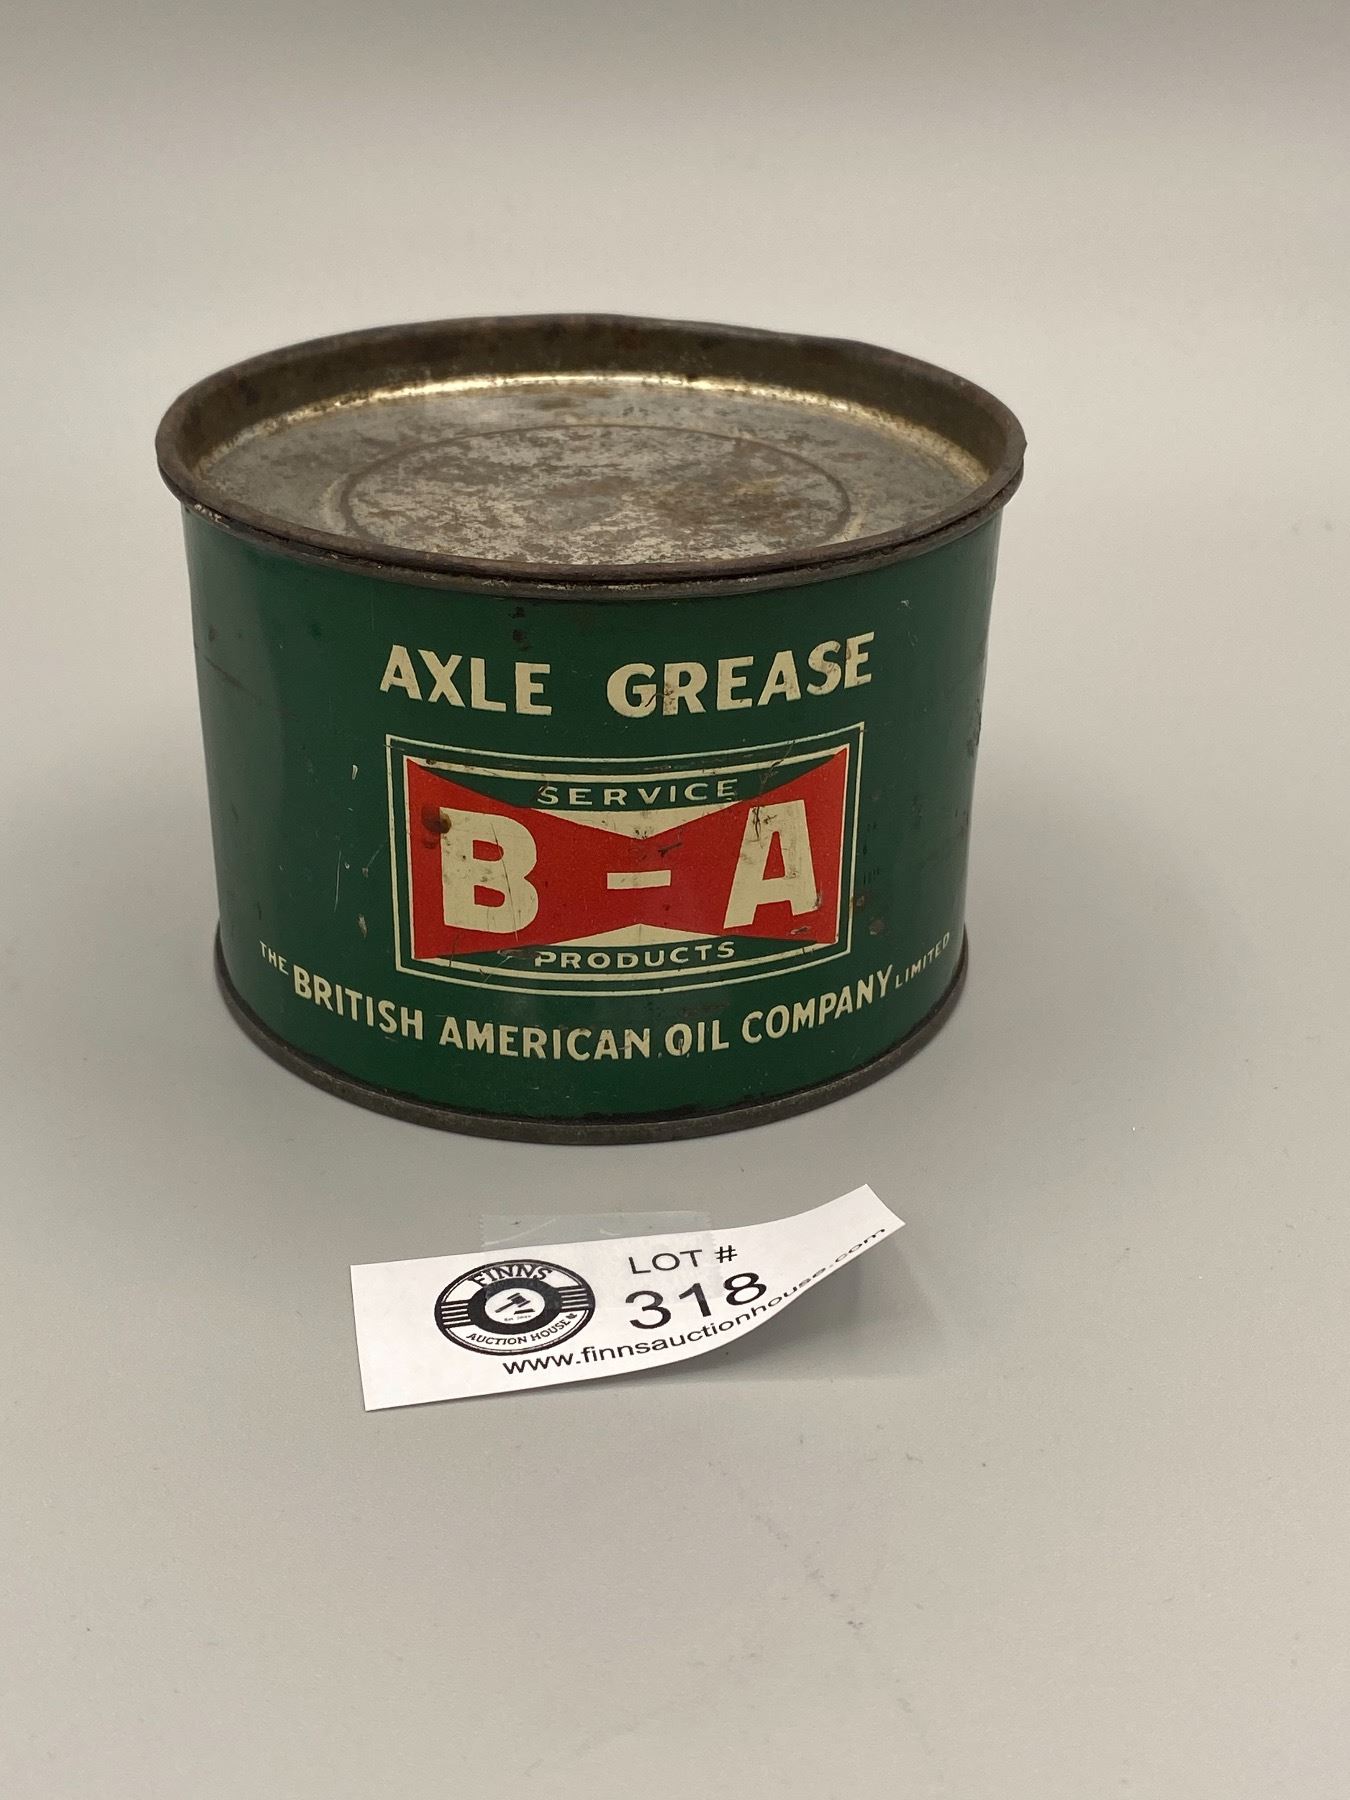 AXLE GREASE
SERVICE
B-A
PRODUCTS
THE BRITISH AMERICAN OIL COMPANY LIMITED
FINNS
AUCTION HOUSE
LOT #
318
www.finnsauctionhouse.com